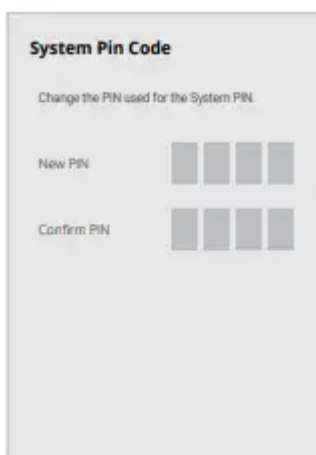 System Pin Code
Change the PIN used for the System PIN.
New PIN
Confirm PIN